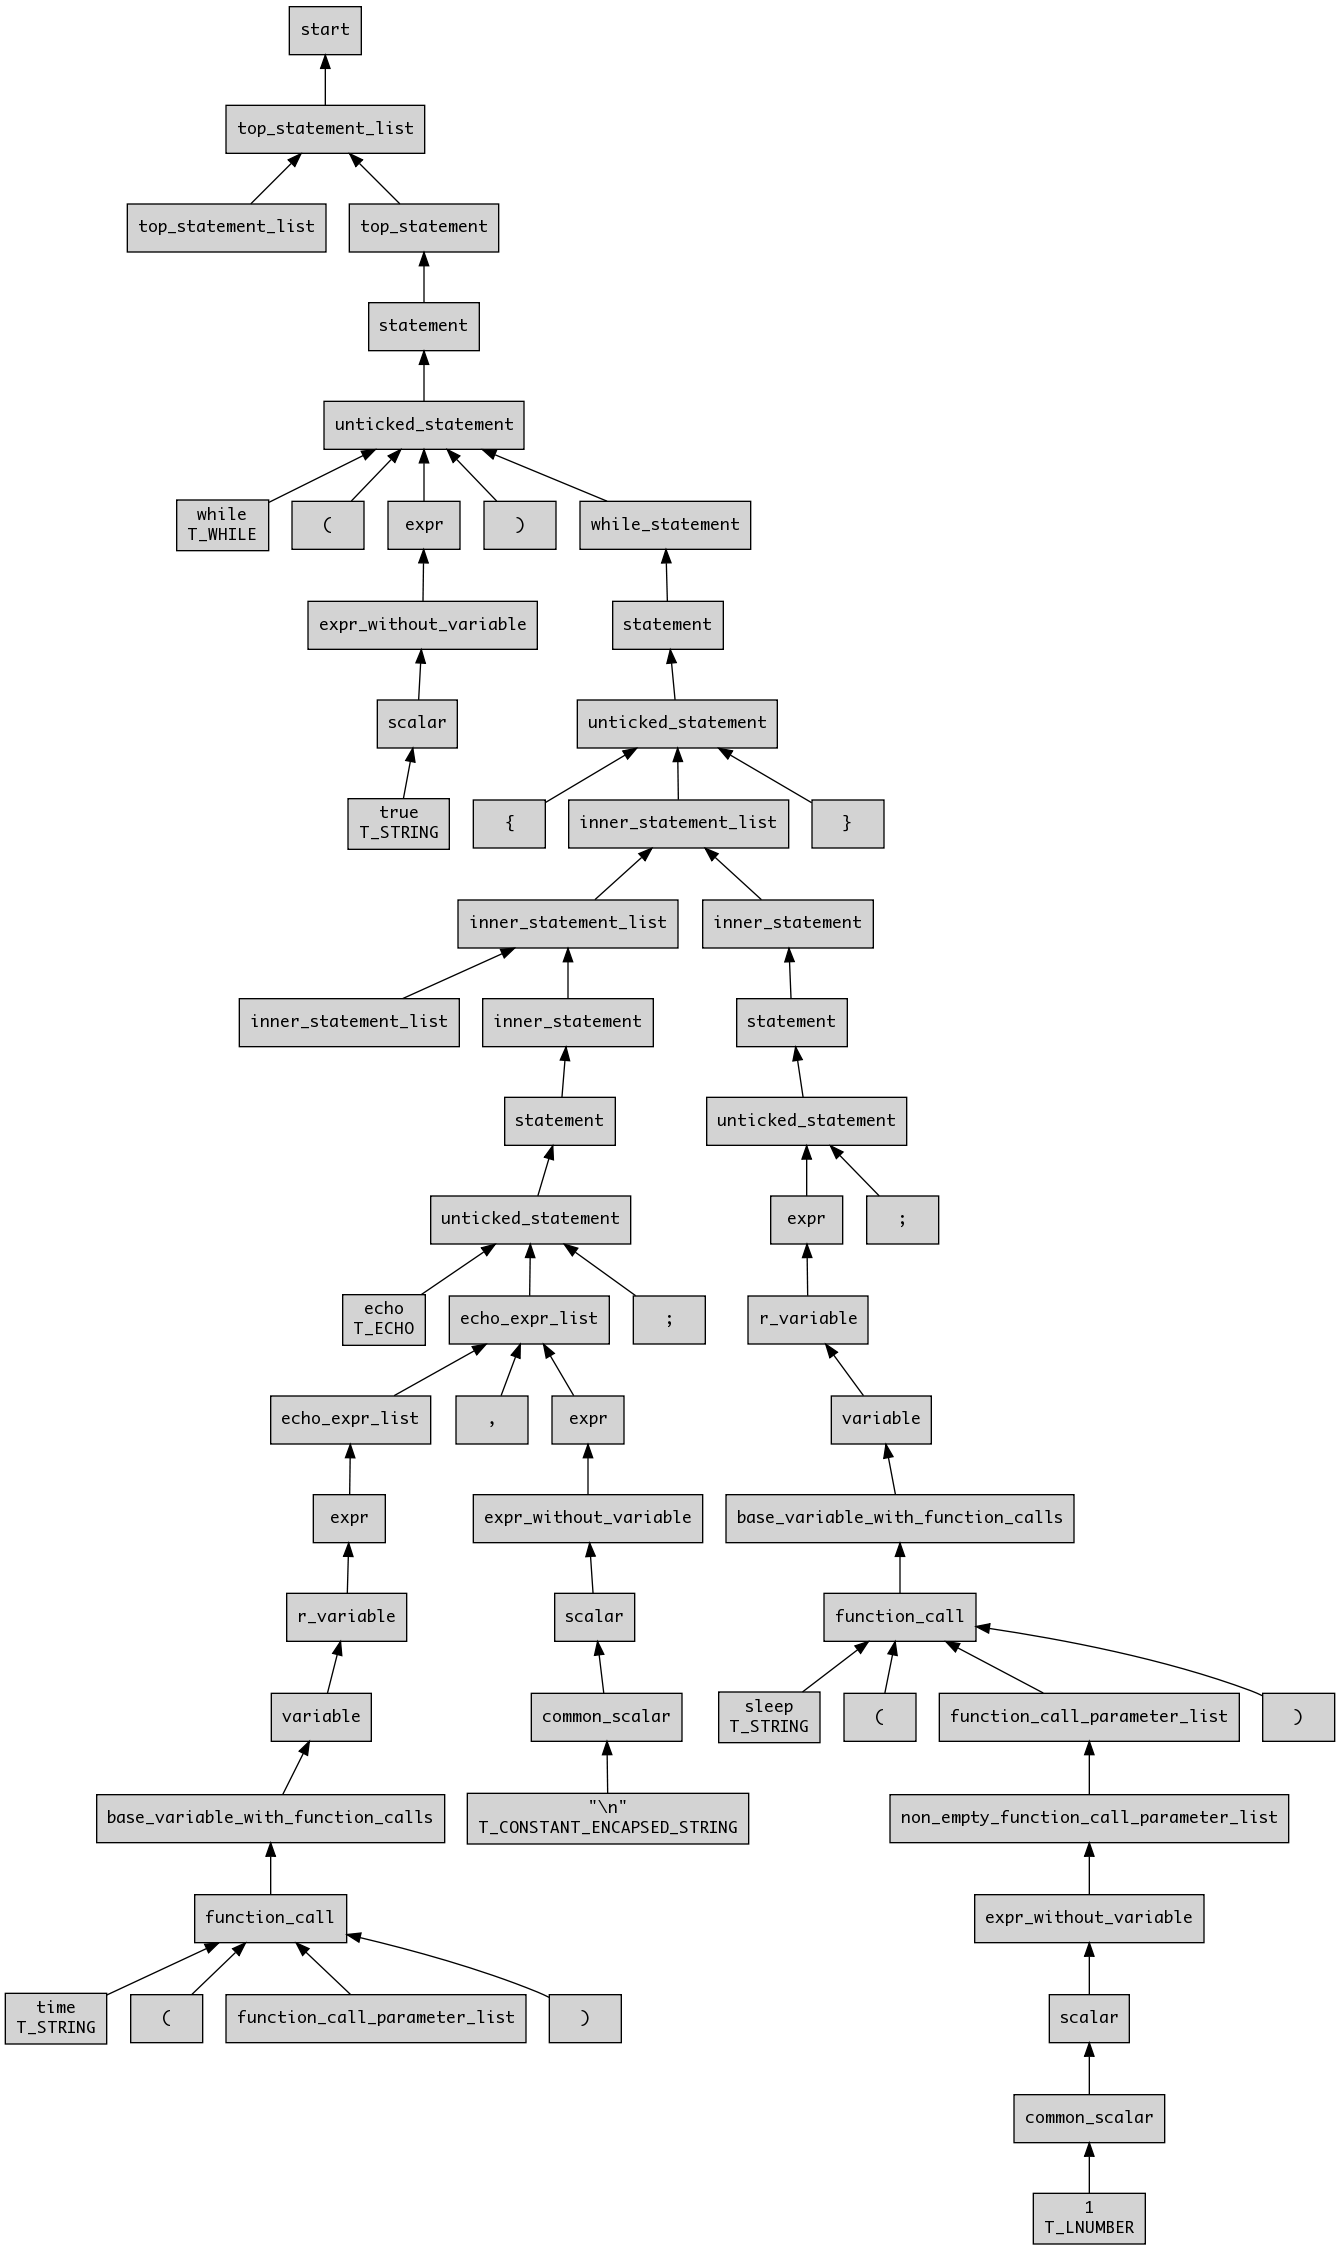 start
top_statement_list
top_statement_list
top_statement
statement
unticked_statement
while
T_WHILE
(
expr
)
while_statement
expr_without_variable
statement
scalar
unticked_statement
true
T_STRING
{
inner_statement_list
}
inner_statement_list
inner_statement
inner_statement_list
inner_statement
statement
statement
unticked_statement
unticked_statement
expr
;
echo
T_ECHO
echo_expr_list
;
r_variable
echo_expr_list
,
expr
variable
expr
expr_without_variable
base_variable_with_function_calls
r_variable
scalar
function_call
variable
common_scalar
sleep
T_STRING
(
function_call_parameter_list
)
base_variable_with_function_calls
"\n"
T_CONSTANT_ENCAPSED_STRING
non_empty_function_call_parameter_list
function_call
expr_without_variable
time
T_STRING
(
function_call_parameter_list
)
scalar
common_scalar
1
T_LNUMBER